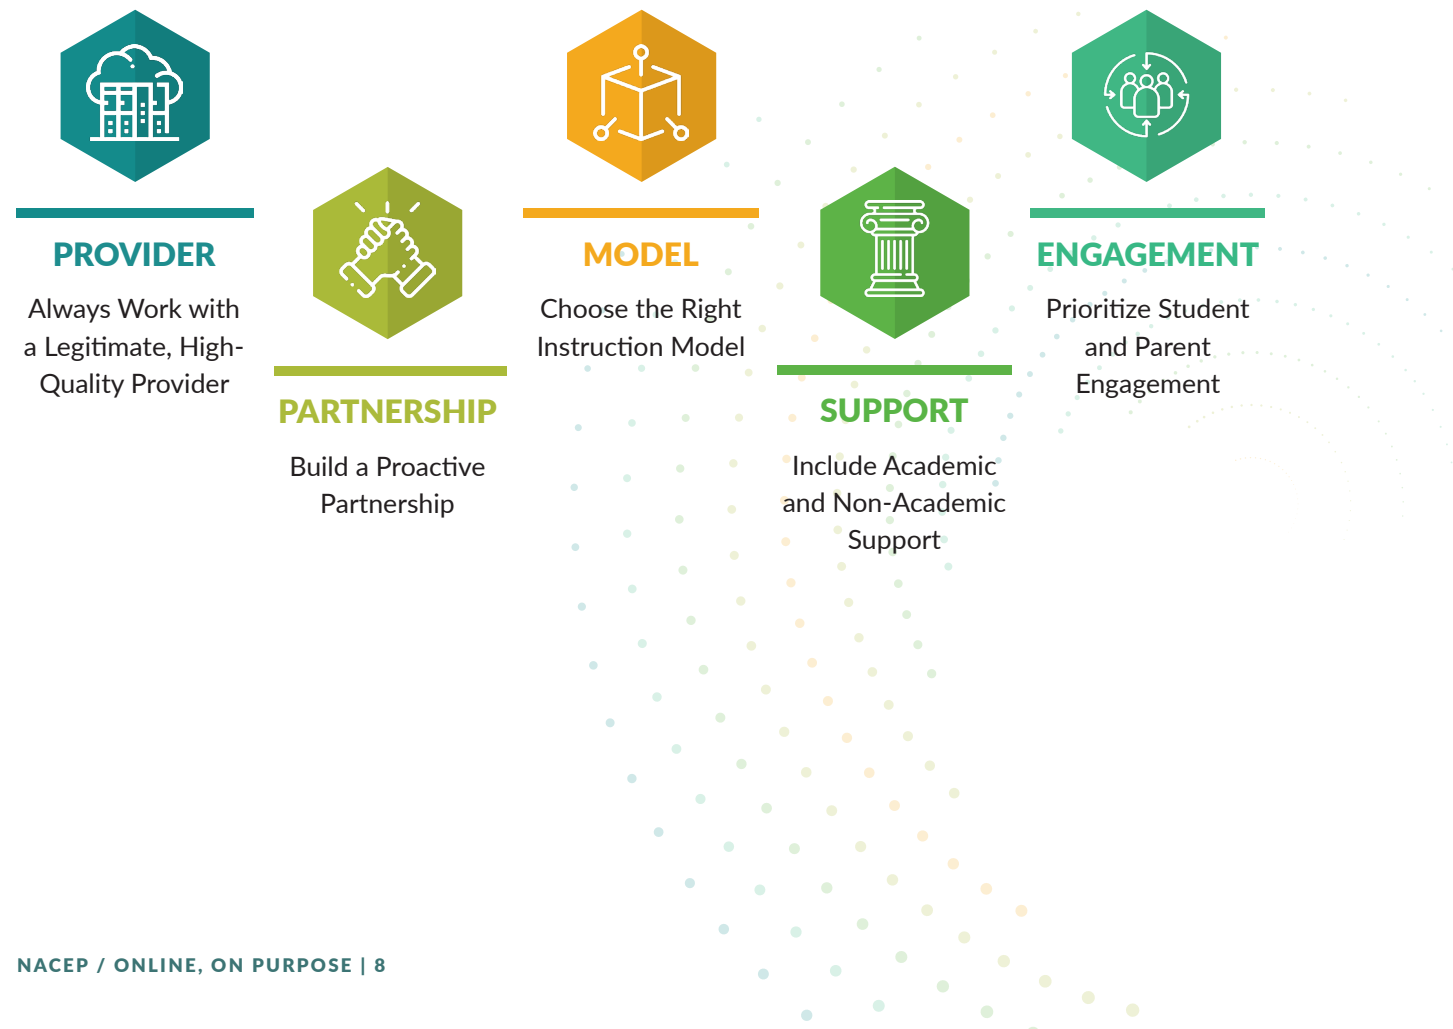 PROVIDER
Always Work with
a Legitimate, High-
Quality Provider
PARTNERSHIP
Build a Proactive
Partnership
MODEL
Choose the Right
Instruction Model
SUPPORT
Include Academic
and Non-Academic
Support
ENGAGEMENT
Prioritize Student
and Parent
Engagement
NACEP / ONLINE, ON PURPOSE | 8